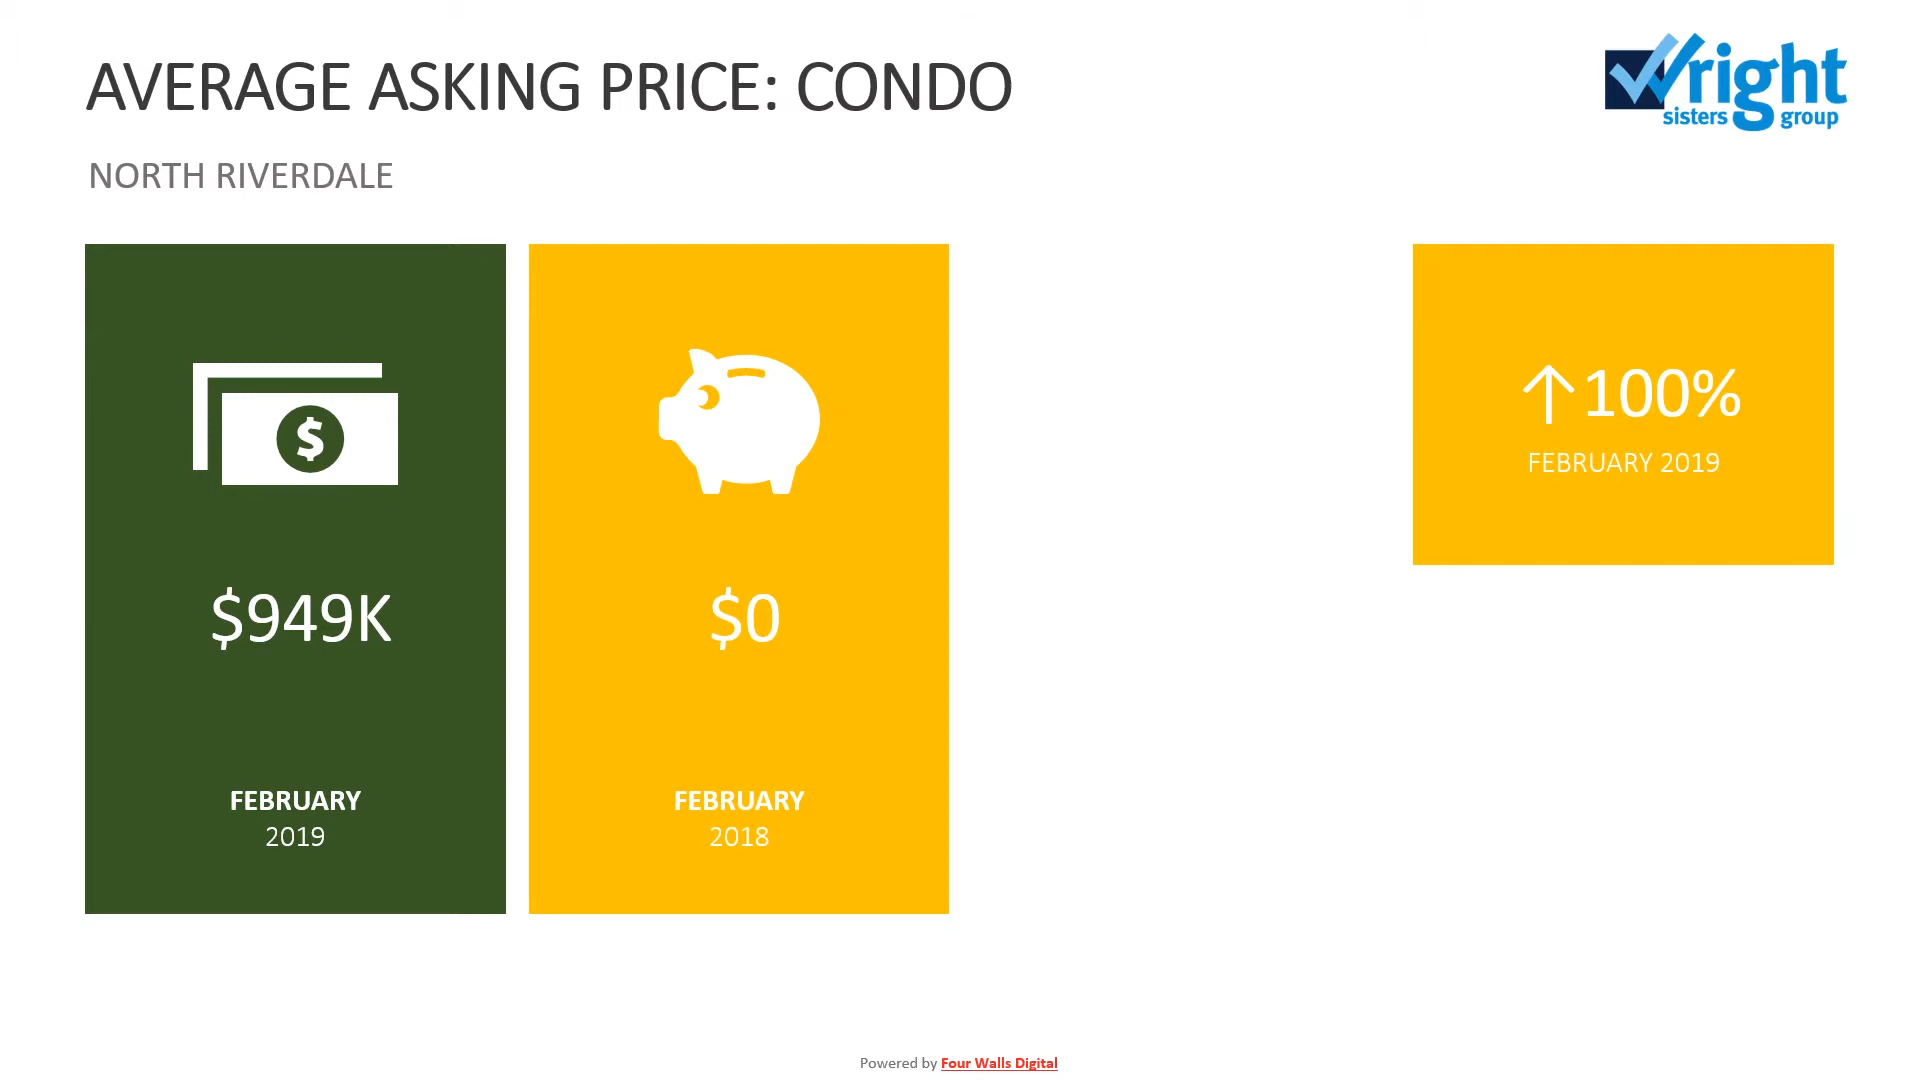 AVERAGE ASKING PRICE: CONDO
Wright
sisters group
NORTH RIVERDALE
$
$949K
FEBRUARY
2019
$0
FEBRUARY
2018
↑100%
FEBRUARY 2019
Powered by Four Walls Digital